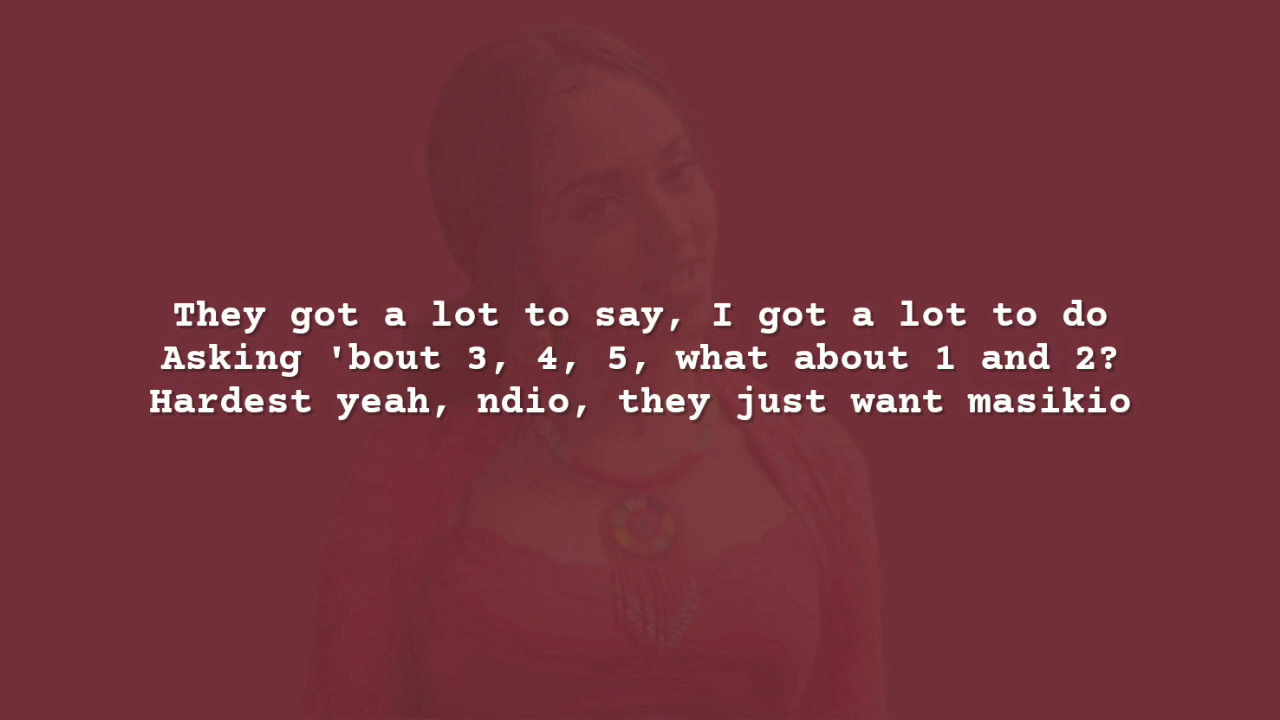 They got a lot to say, I got a lot to do
Asking 'bout 3, 4, 5, what about 1 and 2?
Hardest yeah, ndio, they just want masikio